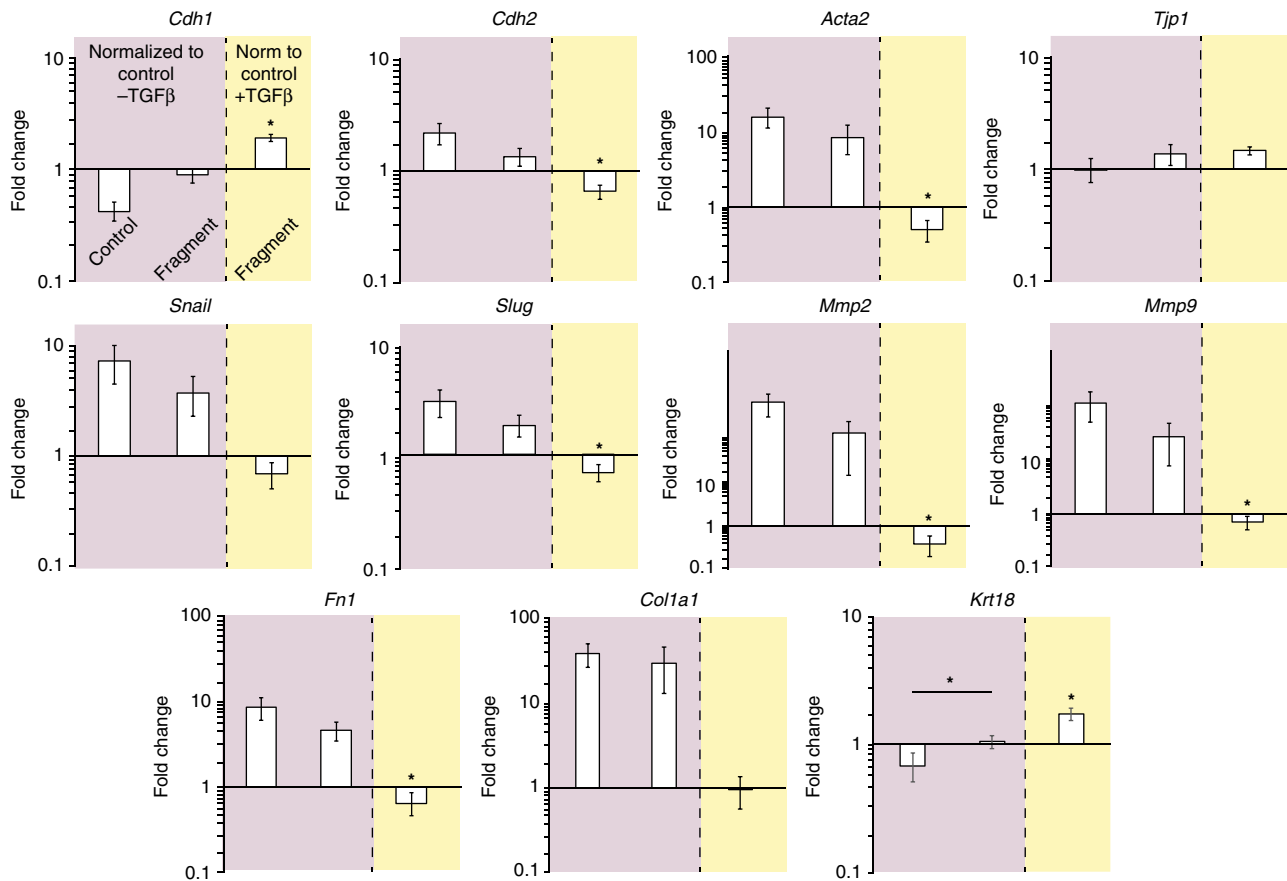 Cdh1
Cdh2
Acta2
Tjp1
Fold change
10
1
0.1
Normalized to
control
–TGFβ
Norm to
control
+TGFβ
*
Control
Fragment
Fragment
Fold change
10
1
0.1
*
Fold change
100
10
1
0.1
*
Fold change
10
1
0.1
Snail
Slug
Mmp2
Mmp9
Fold change
10
1
0.1
Fold change
10
1
0.1
*
Fold change
10
1
0.1
*
Fold change
10
1
0.1
*
Fn1
Col1a1
Krt18
Fold change
100
10
1
0.1
*
Fold change
100
10
1
0.1
Fold change
10
1
0.1
*
*